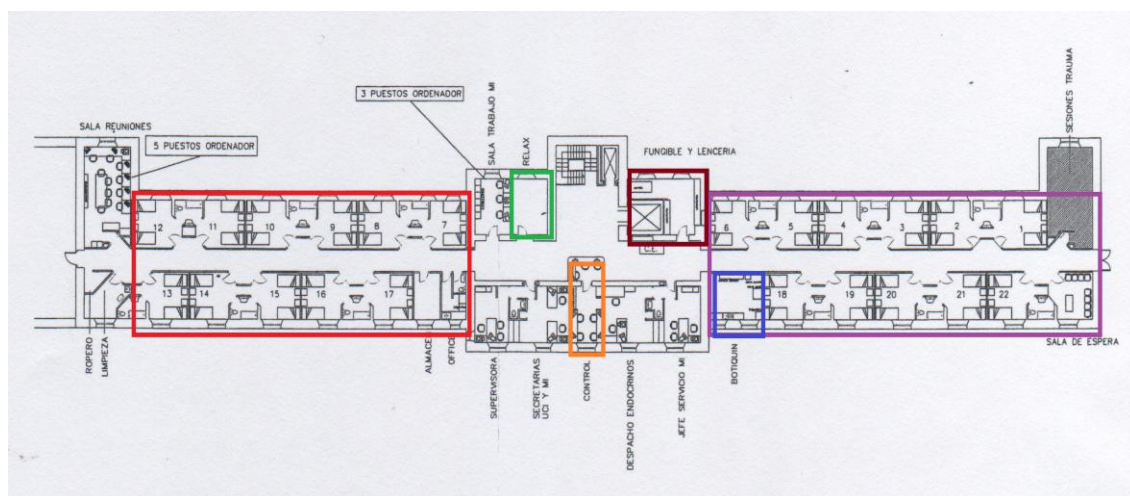 3 PUESTOS ORDENADOR
SALA TRABAJO MI
RELAX
SESIONES TRAUMA
SALA REUNIONES
5 PUESTOS ORDENADOR
FUNGIBLE Y LENCERIA
12
11
10
9
8
7
6
5
4
3
2
1
13
14
15
16
17
18
19
20
21
22
ROPERO
LIMPIEZA
ALMACEN
OFFICE
SUPERVISORA
SECRETARIAS
UCI Y MI
CONTROL
DESPACHO ENDOCRINOS
JEFE SERVICIO MI
BOTIQUIN
SALA DE ESPERA